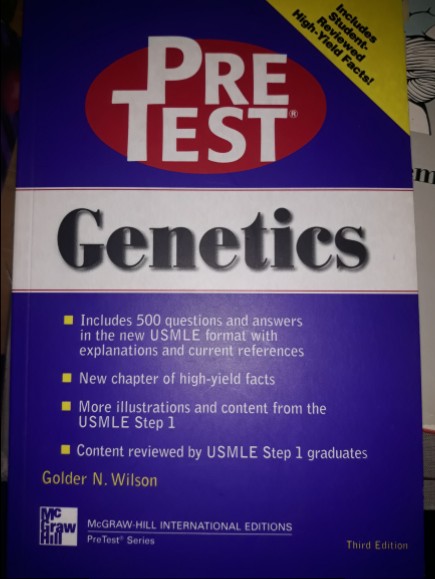 Includes
Student-
Reviewed
High-Yield Facts!
PRE
TEST®
Genetics
Includes 500 questions and answers
in the new USMLE format with
explanations and current references
New chapter of high-yield facts
More illustrations and content from the
USMLE Step 1
Content reviewed by USMLE Step 1 graduates
Golder N. Wilson
Mc
Graw
Hill
McGRAW-HILL INTERNATIONAL EDITIONS
PreTest® Series
Third Edition